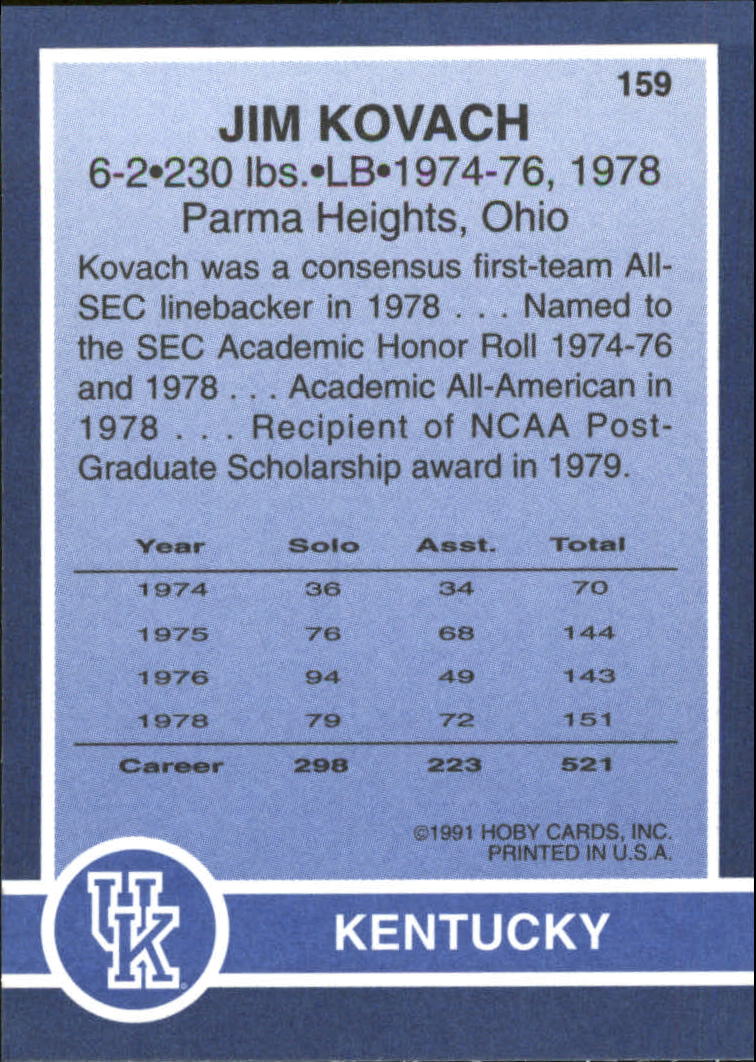 159
JIM KOVACH
6-2•230 lbs.•LB•1974-76, 1978
Parma Heights, Ohio
Kovach was a consensus first-team All-
SEC linebacker in 1978 . . . Named to
the SEC Academic Honor Roll 1974-76
and 1978 . . . Academic All-American in
1978 . . . Recipient of NCAA Post-
Graduate Scholarship award in 1979.
Year Solo Asst. Total
1974 36 34 70
1975 76 68 144
1976 94 49 143
1978 79 72 151
Career 298 223 521
©1991 HOBY CARDS, INC.
PRINTED IN U.S.A.
UK
KENTUCKY